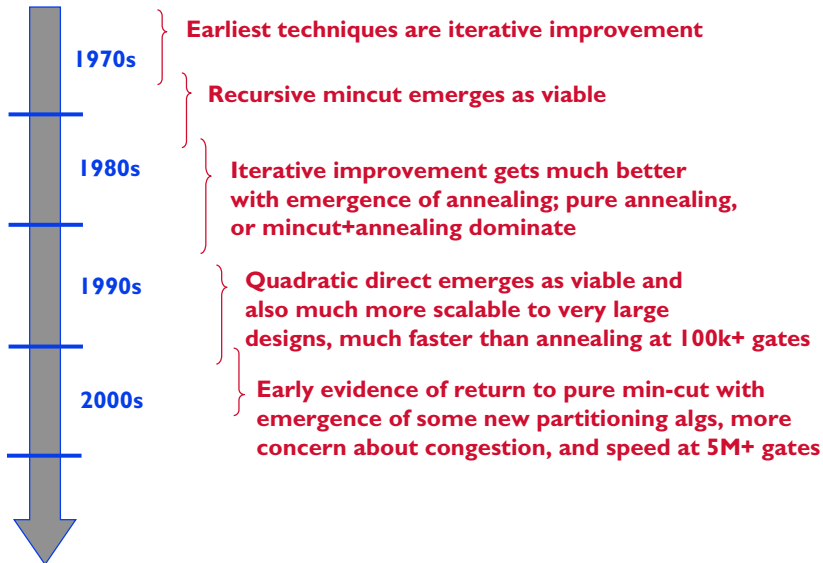 Earliest techniques are iterative improvement
1970s
Recursive mincut emerges as viable
1980s
Iterative improvement gets much better
with emergence of annealing; pure annealing,
or mincut+annealing dominate
1990s
Quadratic direct emerges as viable and
also much more scalable to very large
designs, much faster than annealing at 100k+ gates
2000s
Early evidence of return to pure min-cut with
emergence of some new partitioning algs, more
concern about congestion, and speed at 5M+ gates